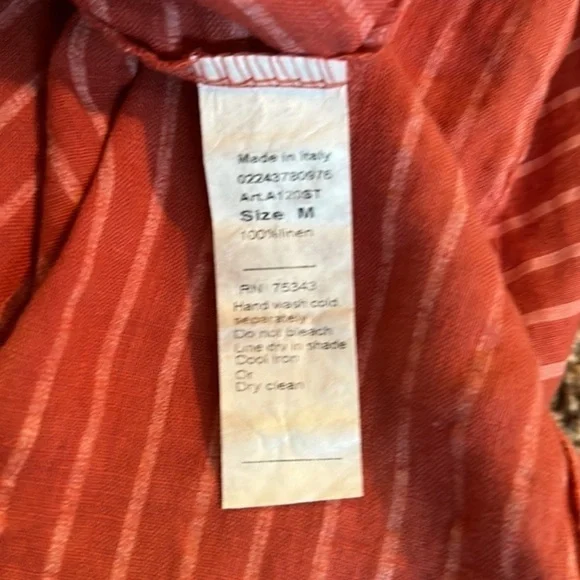 Made in Italy
02243780976
Art.A120ST
Size M
100%linen
RN 75343
Hand wash cold
separately
Do not bleach
Line dry in shade
Cool iron
Or
Dry clean